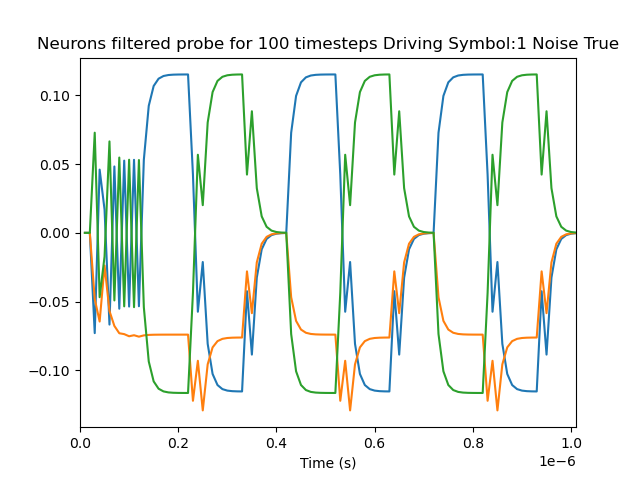 Neurons filtered probe for 100 timesteps Driving Symbol:1 Noise True
0.10
0.05
0.00
−0.05
−0.10
0.0 0.2 0.4 0.6 0.8 1.0
Time (s)
1e−6